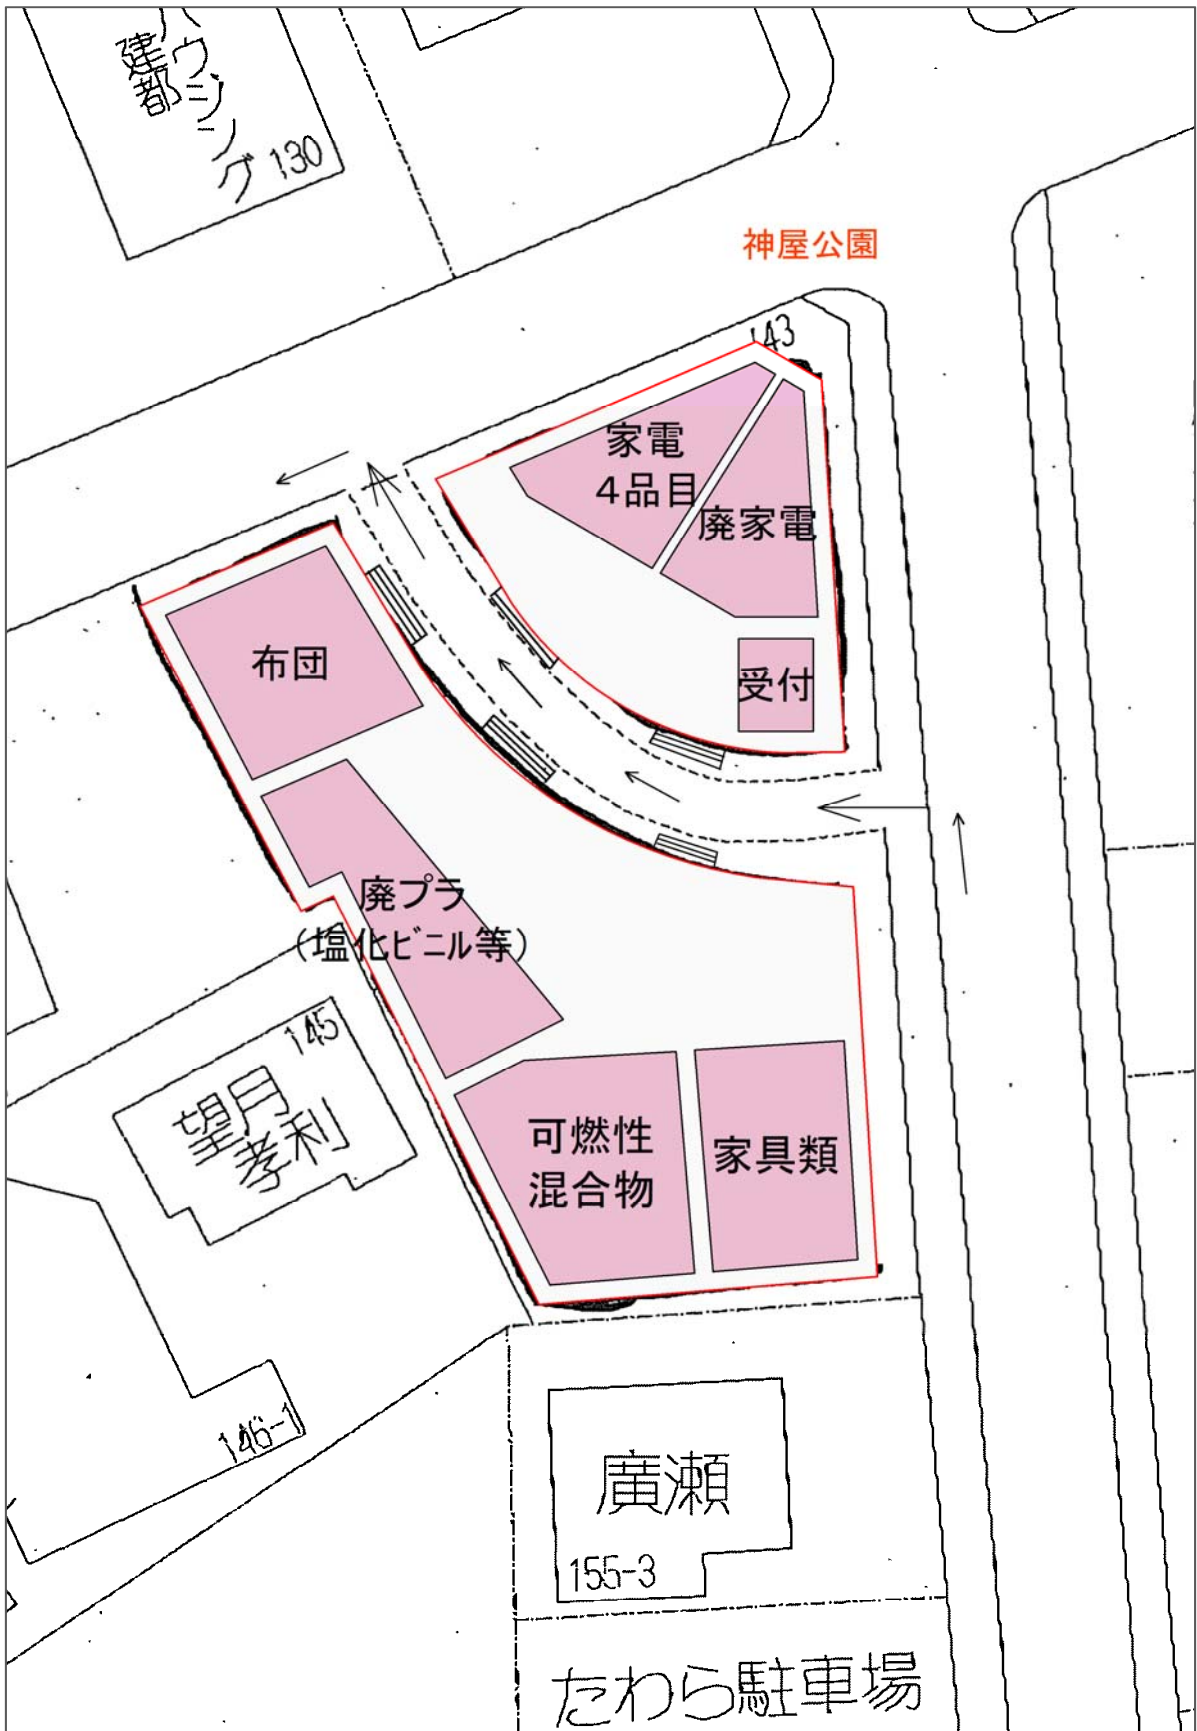 ハウジング
建都
130
神屋公園
143
家電
4品目
廃家電
布団
受付
廃プラ
(塩化ビニル等)
145
望月
孝利
可燃性
混合物
家具類
146-1
廣瀬
155-3
たわら駐車場